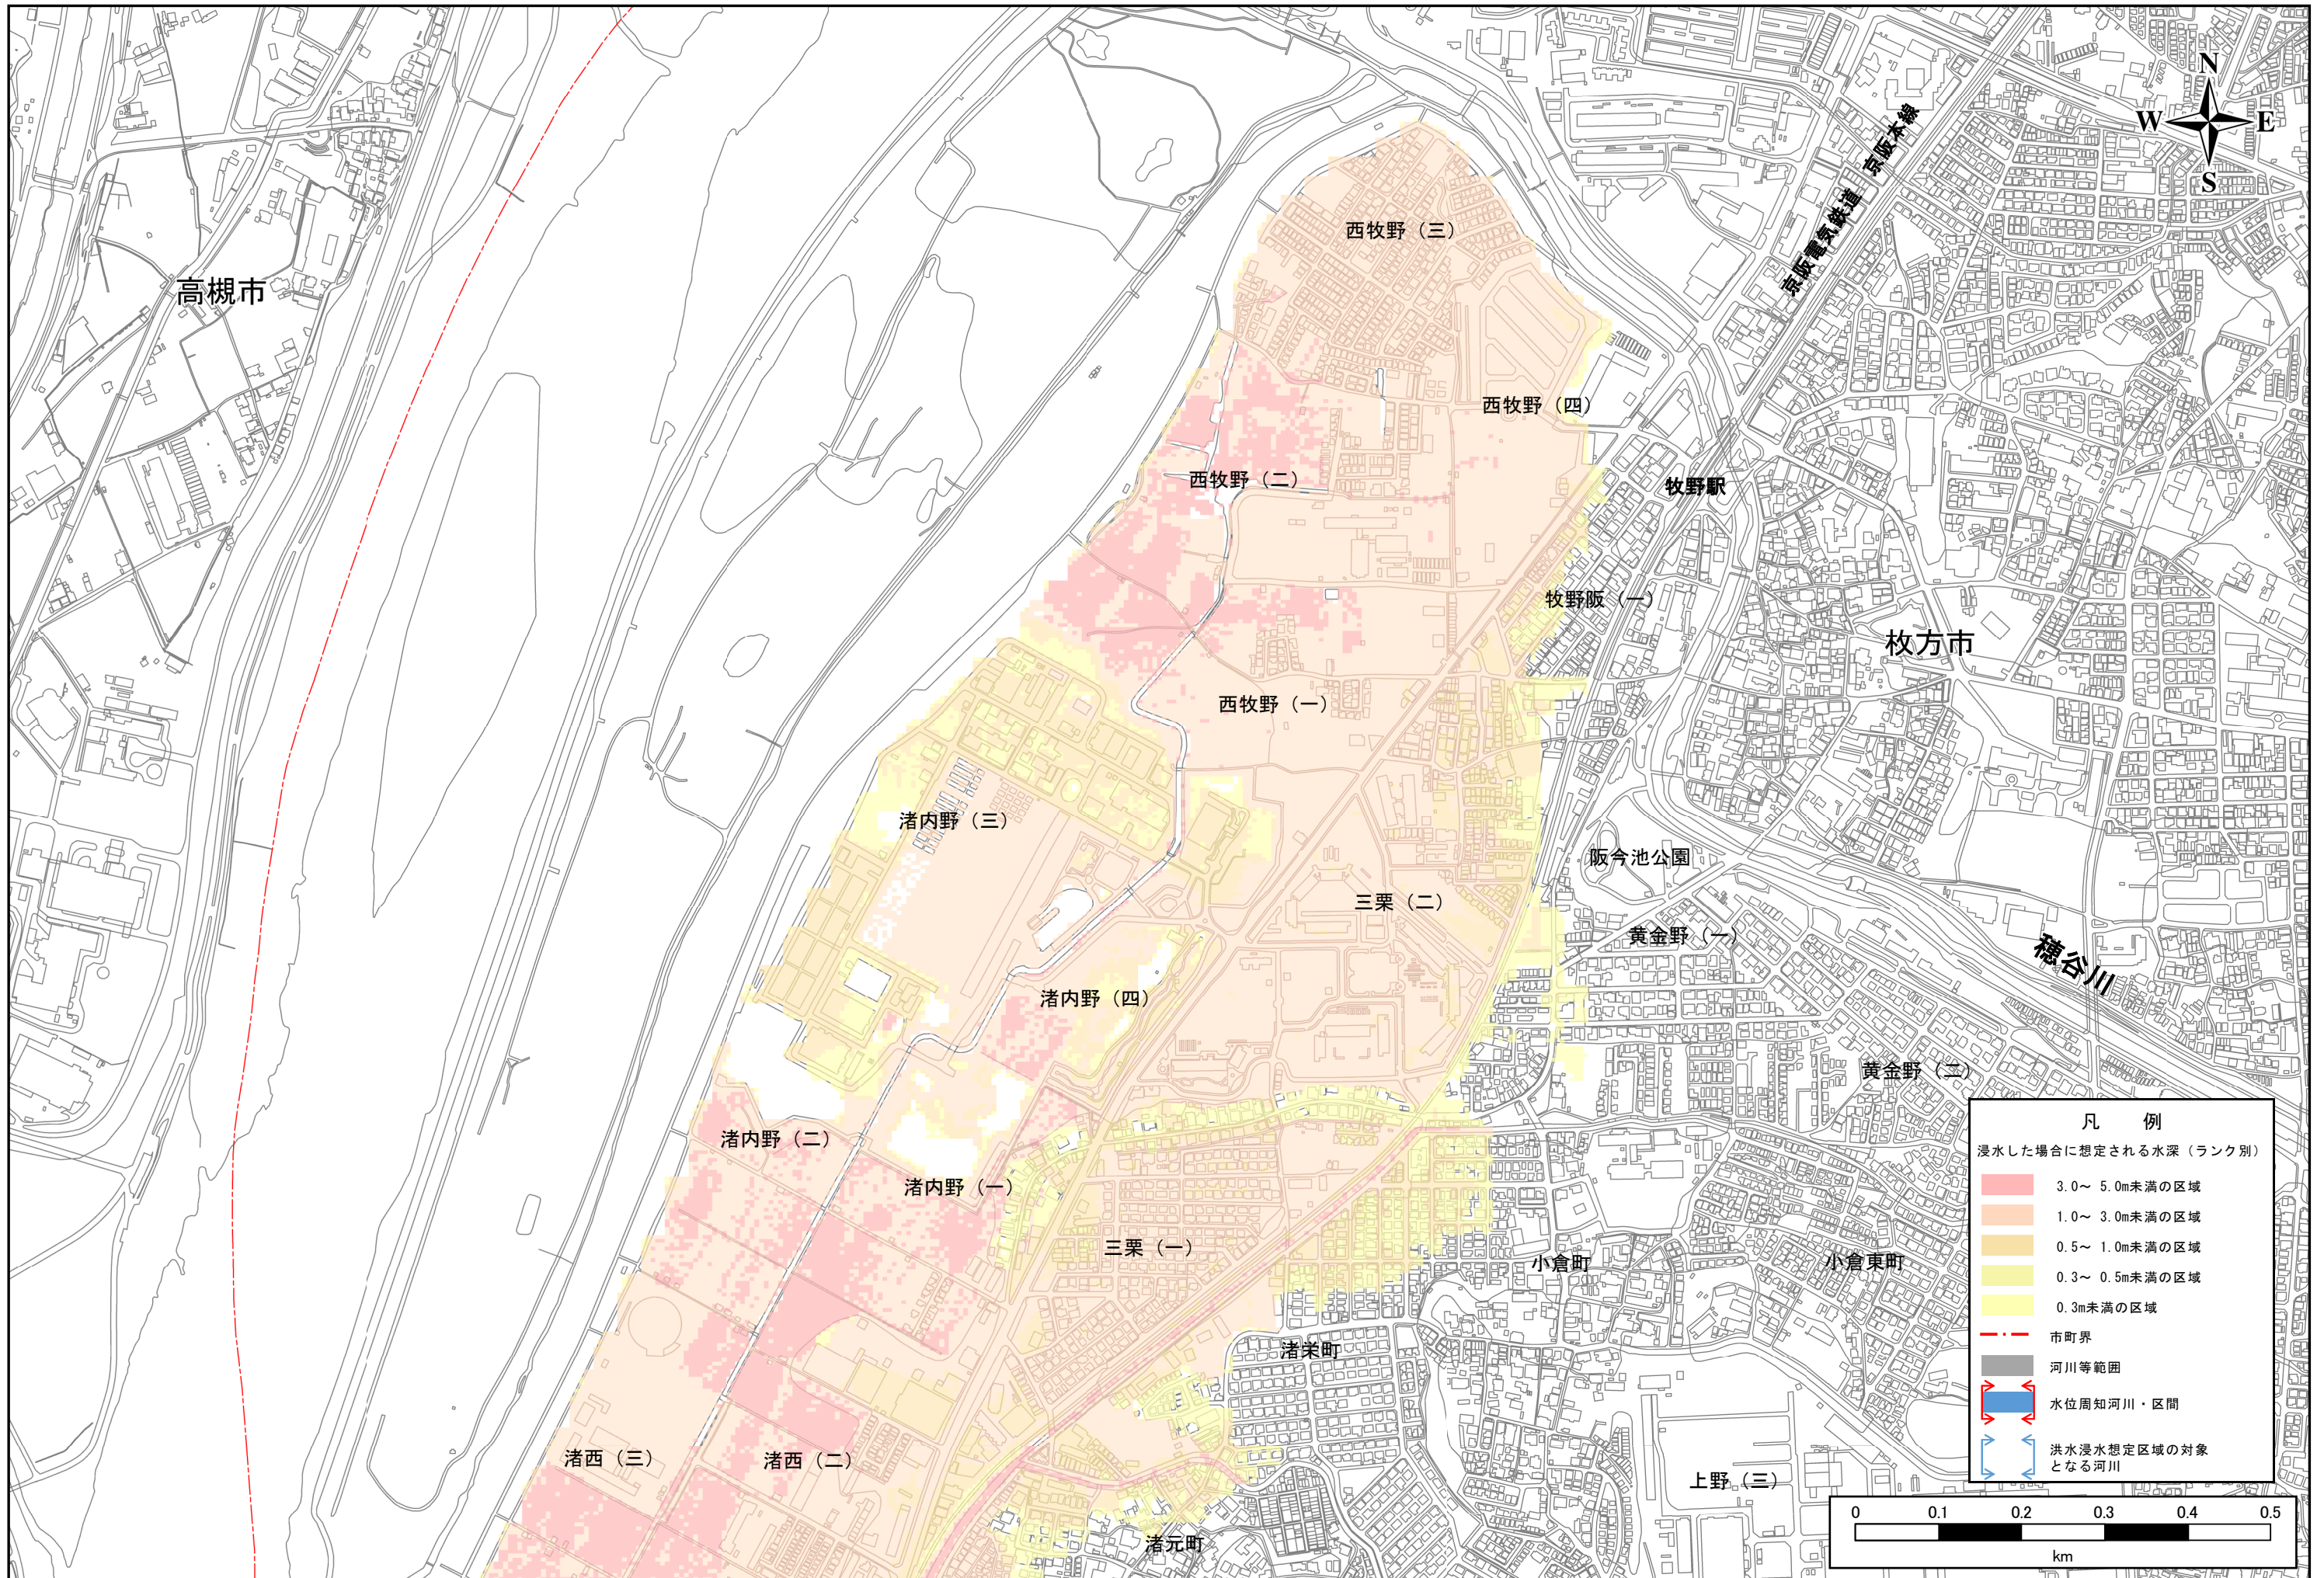 N
W
E
S
京阪電気鉄道 京阪本線
西牧野（三）
高槻市
西牧野（四）
西牧野（二）
牧野駅
牧野阪（一）
枚方市
西牧野（一）
渚内野（三）
阪今池公園
三栗（二）
黄金野（一）
穂谷川
渚内野（四）
黄金野（二）
渚内野（二）
渚内野（一）
三栗（一）
小倉町
小倉東町
渚栄町
渚西（三）
渚西（二）
上野（三）
渚元町
凡 例
浸水した場合に想定される水深（ランク別）
3.0～ 5.0m未満の区域
1.0～ 3.0m未満の区域
0.5～ 1.0m未満の区域
0.3～ 0.5m未満の区域
0.3m未満の区域
市町界
河川等範囲
水位周知河川・区間
洪水浸水想定区域の対象
となる河川
0 0.1 0.2 0.3 0.4 0.5
km